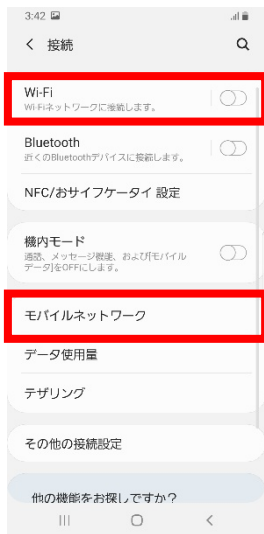 3:42
接続
Wi-Fi
Wi-Fiネットワークに接続します。
Bluetooth
近くのBluetoothデバイスに接続します。
NFC/おサイフケータイ 設定
機内モード
通話、メッセージ機能、および[モバイル
データ]をOFFにします。
モバイルネットワーク
データ使用量
テザリング
その他の接続設定
他の機能をお探しですか？